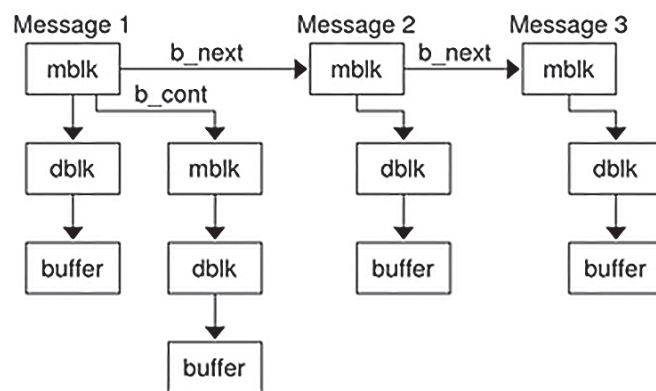 Message 1
Message 2
Message 3
mblk
b_next
mblk
b_next
mblk
b_cont
dblk
mblk
dblk
dblk
buffer
dblk
buffer
buffer
buffer